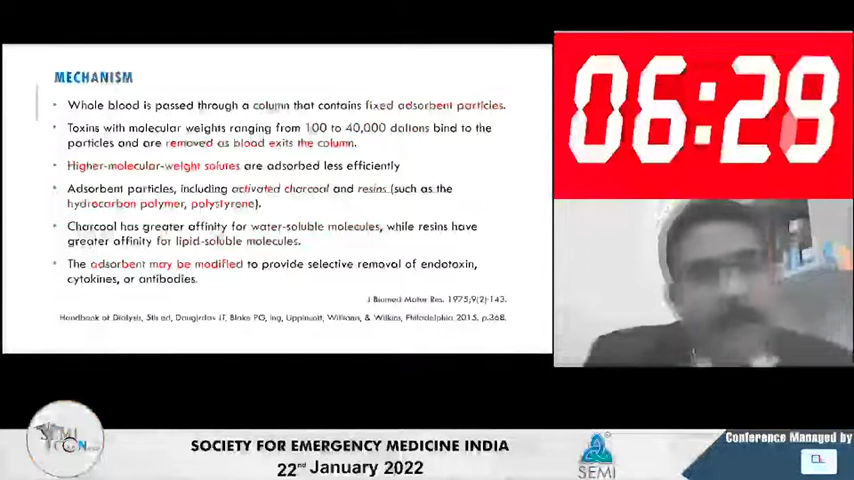 MECHANISM
Whole blood is passed through a column that contains fixed adsorbent particles.
Toxins with molecular weights ranging from 100 to 40,000 daltons bind to the
particles and are removed as blood exits the column.
Higher-molecular-weight solutes are adsorbed less efficiently
Adsorbent particles, including activated charcoal and resins (such as the
hydrocarbon polymer, polystyrene).
Charcoal has greater affinity for water-soluble molecules, while resins have
greater affinity for lipid-soluble molecules.
The adsorbent may be modified to provide selective removal of endotoxin,
cytokines, or antibodies.
J Biomed Mater Res. 1975;9(2):143.
Handbook of Dialysis, 5th ed, Daugirdas JT, Blake PG, Ing, Lippincott, Williams, & Wilkins, Philadelphia 2015. p.368.
06:29
SOCIETY FOR EMERGENCY MEDICINE INDIA
22nd January 2022
SEMI
Conference Managed by